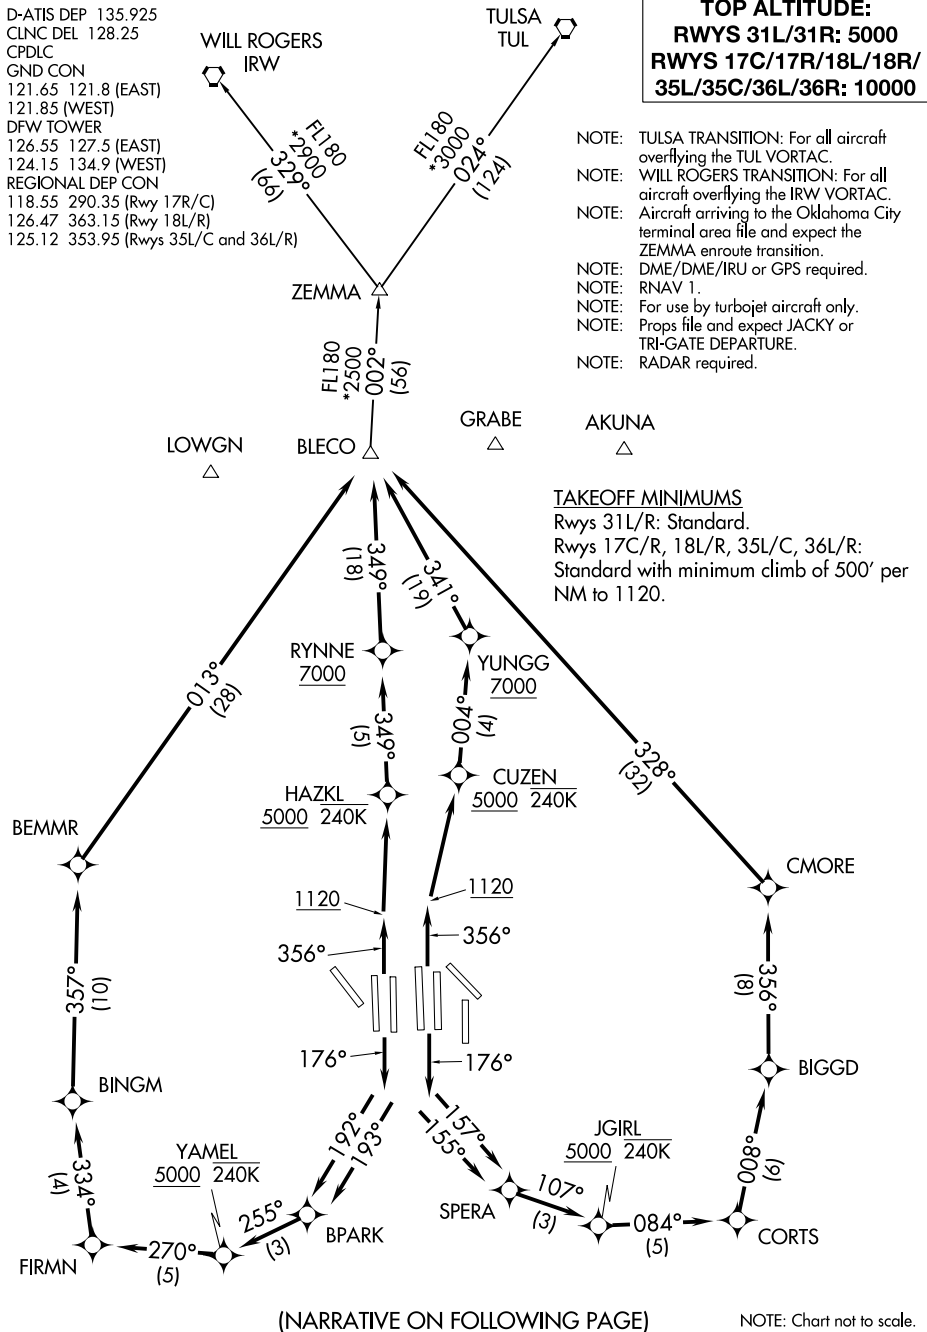 D-ATIS DEP 135.925
CLNC DEL 128.25
CPDLC
GND CON
121.65 121.8 (EAST)
121.85 (WEST)
DFW TOWER
126.55 127.5 (EAST)
124.15 134.9 (WEST)
REGIONAL DEP CON
118.55 290.35 (Rwy 17R/C)
126.47 363.15 (Rwy 18L/R)
125.12 353.95 (Rwys 35L/C and 36L/R)
WILL ROGERS
IRW
TULSA
TUL
TOP ALTITUDE:
RWYS 31L/31R: 5000
RWYS 17C/17R/18L/18R/
35L/35C/36L/36R: 10000
NOTE: TULSA TRANSITION: For all aircraft
overflying the TUL VORTAC.
NOTE: WILL ROGERS TRANSITION: For all
aircraft overflying the IRW VORTAC.
NOTE: Aircraft arriving to the Oklahoma City
terminal area file and expect the
ZEMMA enroute transition.
NOTE: DME/DME/IRU or GPS required.
NOTE: RNAV 1.
NOTE: For use by turbojet aircraft only.
NOTE: Props file and expect JACKY or
TRI-GATE DEPARTURE.
NOTE: RADAR required.
FL180
*2900
329°
(66)
FL180
*3000
024°
(124)
ZEMMA
FL180
*2500
002°
(56)
LOWGN
BLECO
GRABE
AKUNA
TAKEOFF MINIMUMS
Rwys 31L/R: Standard.
Rwys 17C/R, 18L/R, 35L/C, 36L/R:
Standard with minimum climb of 500' per
NM to 1120.
349°
(18)
341°
(19)
RYNNE
7000
YUNGG
7000
013°
(28)
349°
(5)
004°
(4)
328°
(32)
HAZKL
5000 240K
CUZEN
5000 240K
BEMMR
CMORE
1120
1120
356°
356°
357°
(10)
356°
(8)
176°
176°
BINGM
BIGGD
192°
193°
157°
155°
YAMEL
5000 240K
JGIRL
5000 240K
334°
(4)
008°
(6)
255°
(3)
BPARK
SPERA
107°
(3)
FIRMN
270°
(5)
084°
(5)
CORTS
(NARRATIVE ON FOLLOWING PAGE)
NOTE: Chart not to scale.